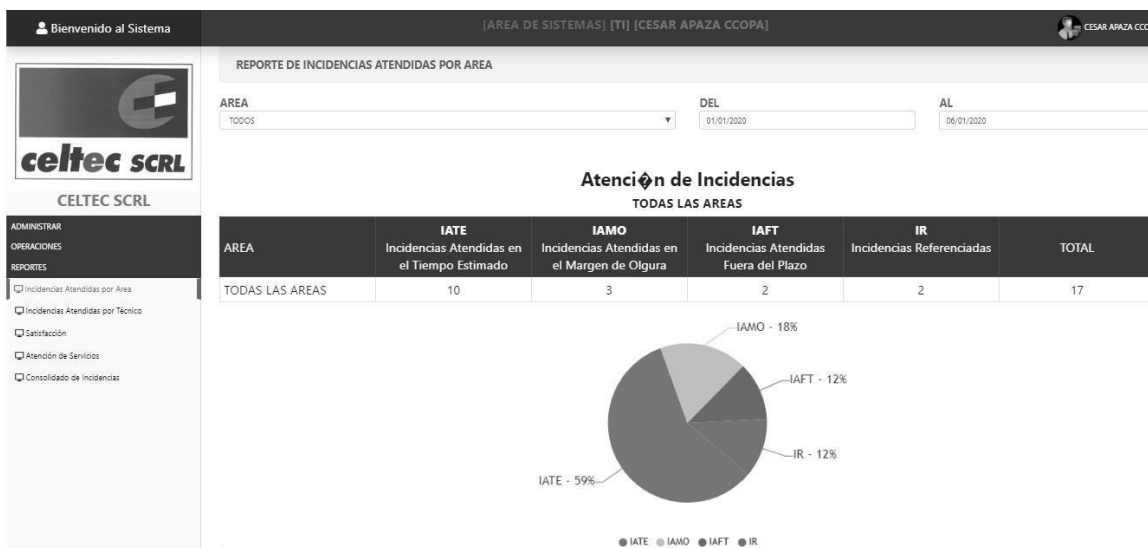 Bienvenido al Sistema
[AREA DE SISTEMAS] [TI] [CESAR APAZA CCOPA]
CESAR APAZA CCO
celtec SCRL
CELTEC SCRL
ADMINISTRAR
OPERACIONES
REPORTES
Incidencias Atendidas por Area
Incidencias Atendidas por Técnico
Satisfacción
Atención de Servicios
Consolidado de Incidencias
REPORTE DE INCIDENCIAS ATENDIDAS POR AREA
AREA
TODOS
DEL
01/01/2020
AL
06/01/2020
Atenci�n de Incidencias
TODAS LAS AREAS
AREA
IATE
Incidencias Atendidas en
el Tiempo Estimado
IAMO
Incidencias Atendidas en
el Margen de Olgura
IAFT
Incidencias Atendidas
Fuera del Plazo
IR
Incidencias Referenciadas
TOTAL
TODAS LAS AREAS 10 3 2 2 17
IAMO - 18%
IAFT - 12%
IR - 12%
IATE - 59%
IATE IAMO IAFT IR